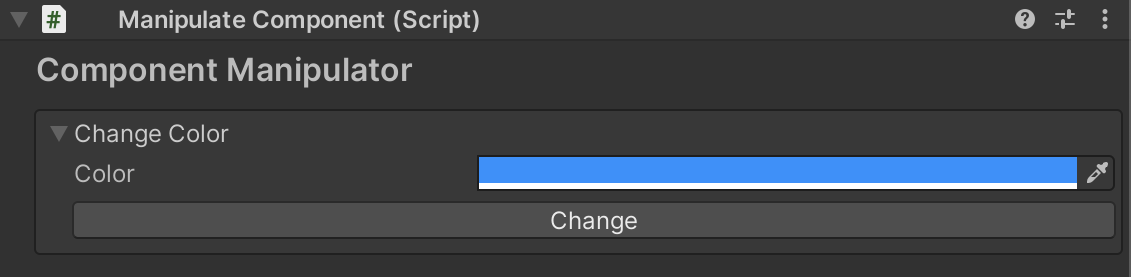 # Manipulate Component (Script)
Component Manipulator
Change Color
Color
Change